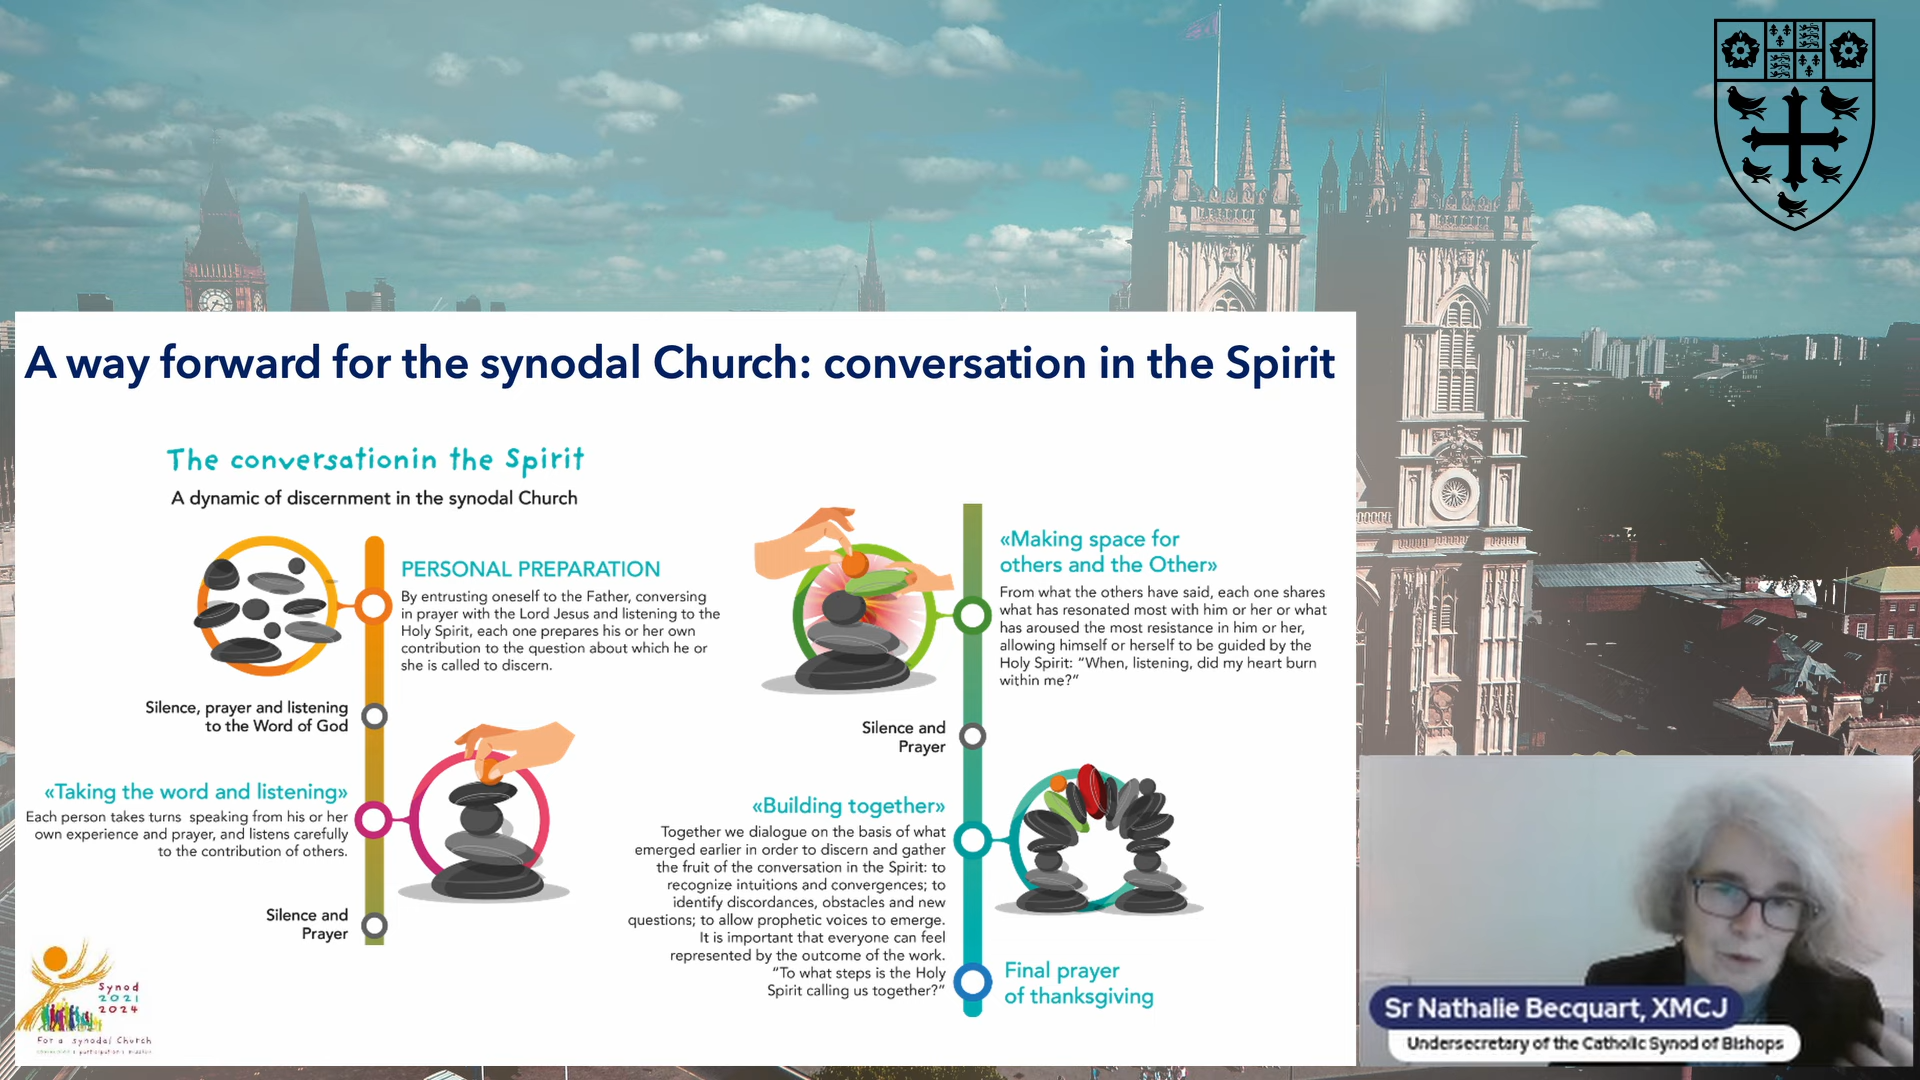 A way forward for the synodal Church: conversation in the Spirit
The conversationin the Spirit
A dynamic of discernment in the synodal Church
PERSONAL PREPARATION
By entrusting oneself to the Father, conversing
in prayer with the Lord Jesus and listening to the
Holy Spirit, each one prepares his or her own
contribution to the question about which he or
she is called to discern.
Silence, prayer and listening
to the Word of God
«Taking the word and listening»
Each person takes turns speaking from his or her
own experience and prayer, and listens carefully
to the contribution of others.
Silence and
Prayer
«Making space for
others and the Other»
From what the others have said, each one shares
what has resonated most with him or her or what
has aroused the most resistance in him or her,
allowing himself or herself to be guided by the
Holy Spirit: “When, listening, did my heart burn
within me?”
Silence and
Prayer
«Building together»
Together we dialogue on the basis of what
emerged earlier in order to discern and gather
the fruit of the conversation in the Spirit: to
recognize intuitions and convergences; to
identify discordances, obstacles and new
questions; to allow prophetic voices to emerge.
It is important that everyone can feel
represented by the outcome of the work.
“To what steps is the Holy
Spirit calling us together?”
Final prayer
of thanksgiving
Synod
2021
2024
For a synodal Church
Sr Nathalie Becquart, XMCJ
Undersecretary of the Catholic Synod of Bishops